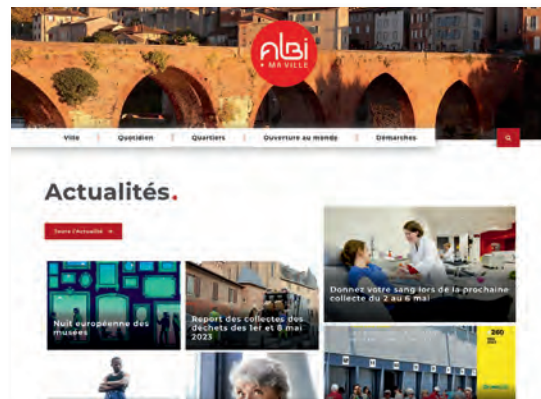 ALBI
• MA VILLE
Ville
Quotidien
Quartiers
Ouverture au monde
Démarches
Actualités.
Toute l'Actualité
Donnez votre sang lors de la prochaine
collecte du 2 au 6 mai
Nuit européenne des
musées
Report des collectes des
déchets des 1er et 8 mai
2023
260